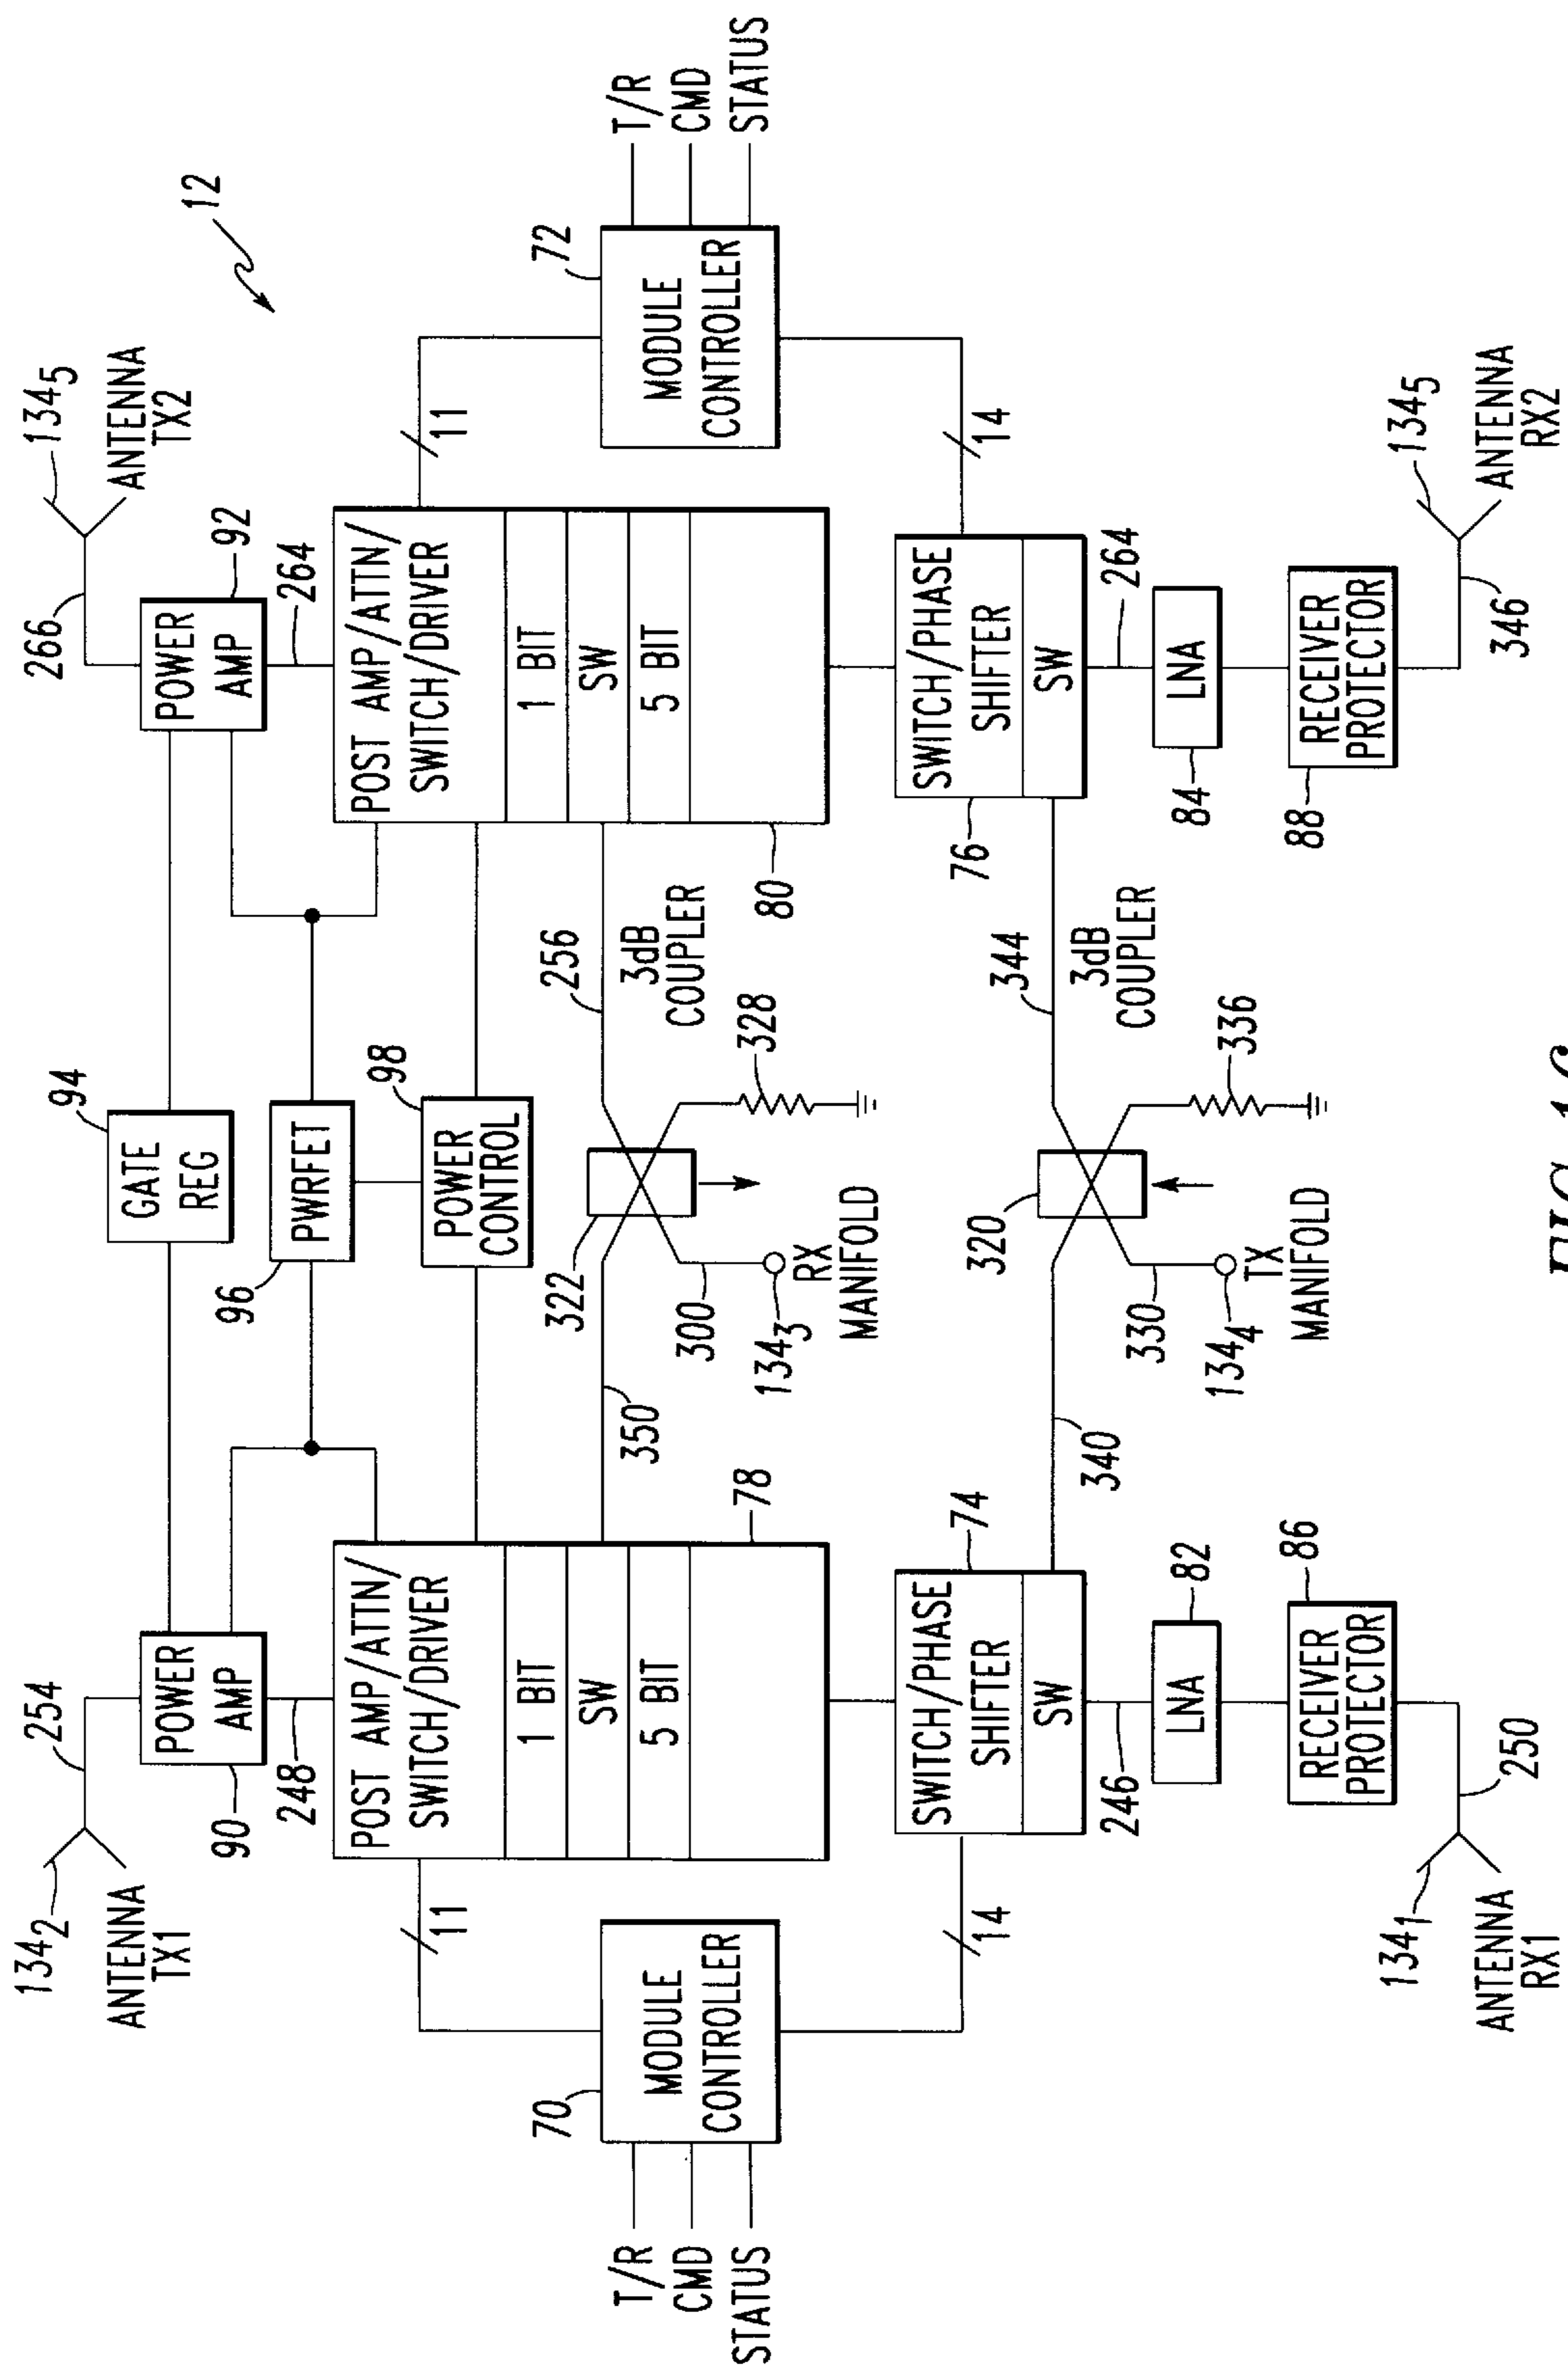 134₂
254
ANTENNA
TX1
90
POWER
AMP
248
94
GATE
REG
266
134₅
ANTENNA
TX2
POWER
AMP
92
264
12
96
PWRFET
98
POWER
CONTROL
POST AMP/ATTN/
SWITCH/DRIVER
1 BIT
SW
5 BIT
78
POST AMP/ATTN/
SWITCH/DRIVER
1 BIT
SW
5 BIT
80
11
11
70
MODULE
CONTROLLER
T/R
CMD
STATUS
72
MODULE
CONTROLLER
T/R
CMD
STATUS
350
322
256
3dB
COUPLER
328
300
134₃
RX
MANIFOLD
14
14
SWITCH/PHASE
SHIFTER
SW
74
SWITCH/PHASE
SHIFTER
SW
76
340
320
344
3dB
COUPLER
336
330
134₄
TX
MANIFOLD
246
LNA
82
264
LNA
84
RECEIVER
PROTECTOR
86
RECEIVER
PROTECTOR
88
134₁
250
ANTENNA
RX1
346
134₅
ANTENNA
RX2
FIG. 16